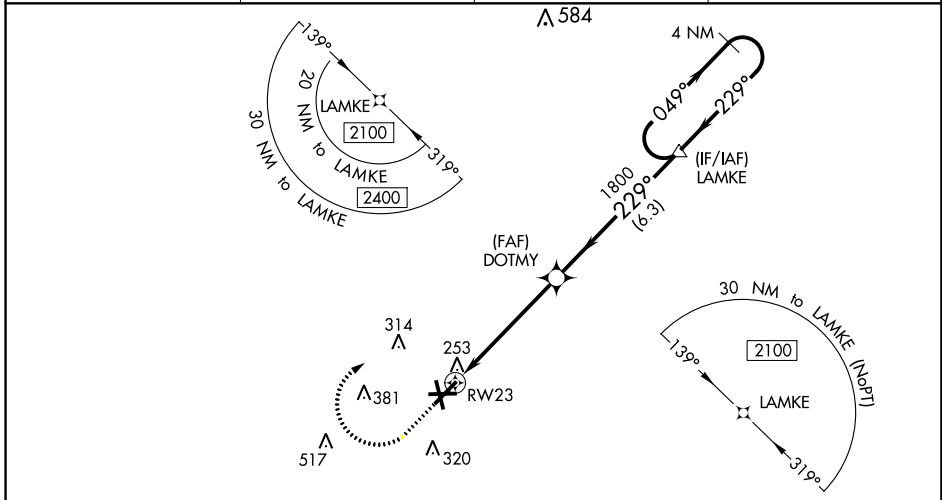 584
4 NM
139°
20 NM to LAMKE
LAMKE
2100
049°
229°
30 NM to LAMKE
319°
2400
(IF/IAF)
LAMKE
1800
229°
(6.3)
(FAF)
DOTMY
30 NM to LAMKE (NoPT)
314
253
139°
2100
381
RW23
LAMKE
517
320
319°